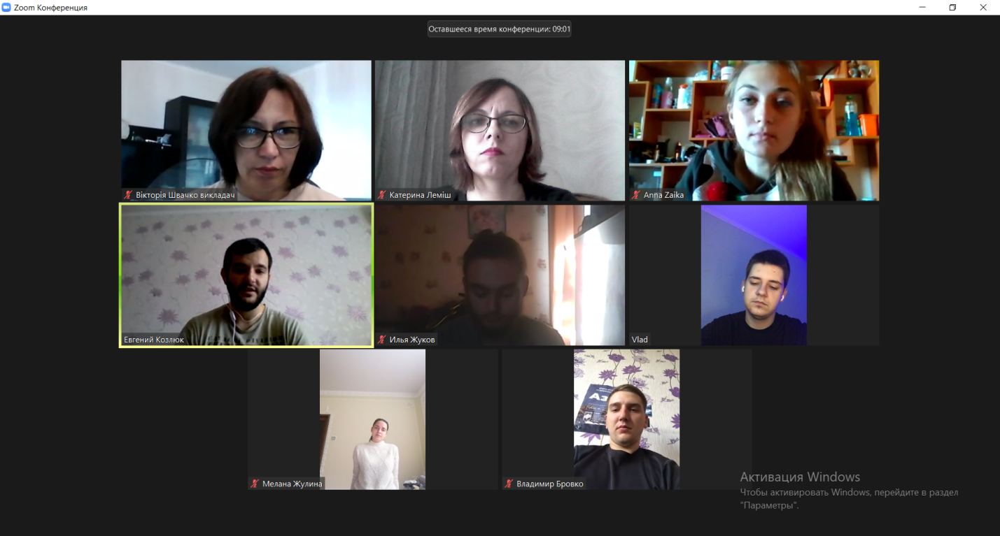 Zoom Конференция
Оставшееся время конференции: 09:01
Вікторія Швачко викладач
Катерина Леміш
Anna Zaika
Евгений Козлюк
Илья Жуков
Vlad
АЗ
Мелана Жулина
Владимир Бровко
Активация Windows
Чтобы активировать Windows, перейдите в раздел
"Параметры".